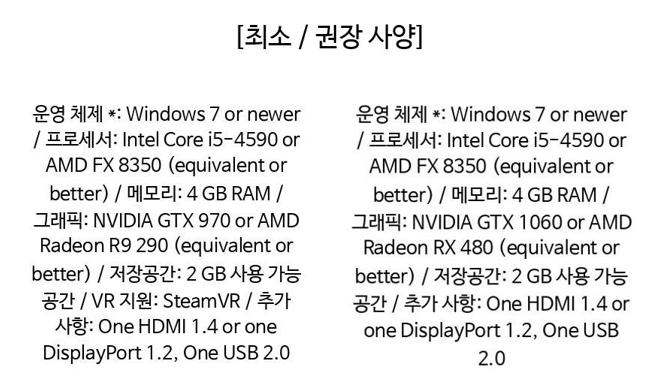 [최소 / 권장 사양]
운영 체제 *: Windows 7 or newer
/ 프로세서: Intel Core i5-4590 or
AMD FX 8350 (equivalent or
better) / 메모리: 4 GB RAM /
그래픽: NVIDIA GTX 970 or AMD
Radeon R9 290 (equivalent or
better) / 저장공간: 2 GB 사용 가능
공간 / VR 지원: SteamVR / 추가
사항: One HDMI 1.4 or one
DisplayPort 1.2, One USB 2.0
운영 체제 *: Windows 7 or newer
/ 프로세서: Intel Core i5-4590 or
AMD FX 8350 (equivalent or
better) / 메모리: 4 GB RAM /
그래픽: NVIDIA GTX 1060 or AMD
Radeon RX 480 (equivalent or
better) / 저장공간: 2 GB 사용 가능
공간 / 추가 사항: One HDMI 1.4 or
one DisplayPort 1.2, One USB
2.0